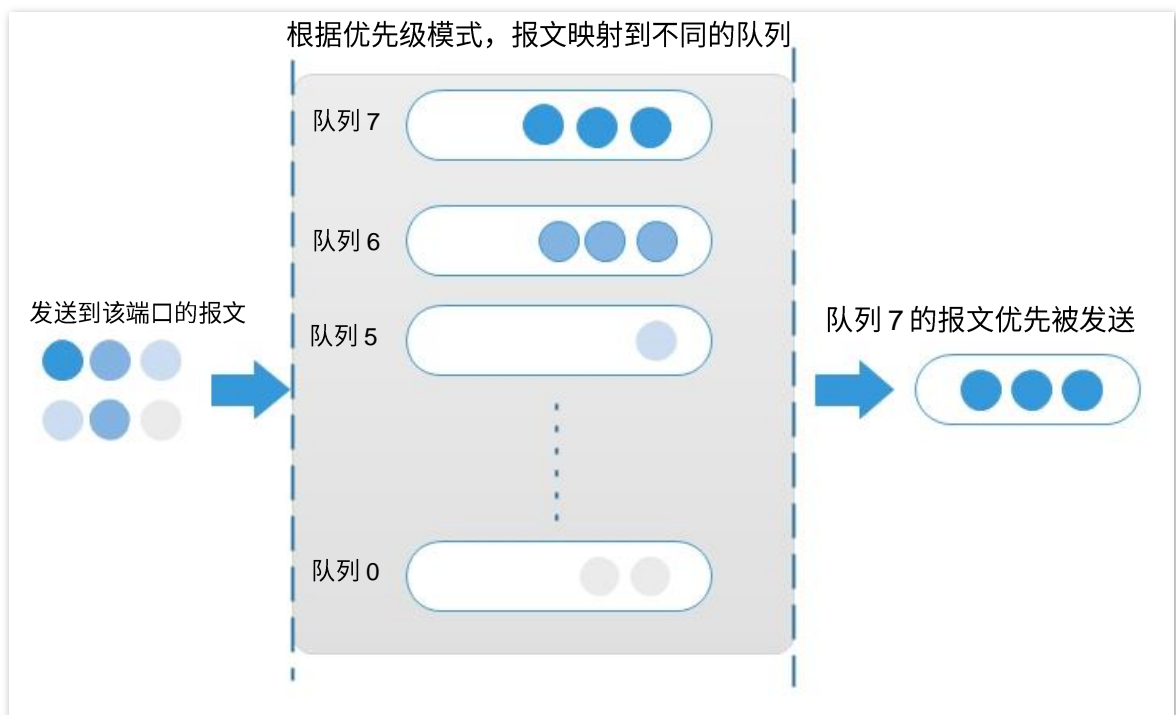 根据优先级模式，报文映射到不同的队列
队列 7
队列 6
发送到该端口的报文
队列 5
队列 7 的报文优先被发送
队列 0